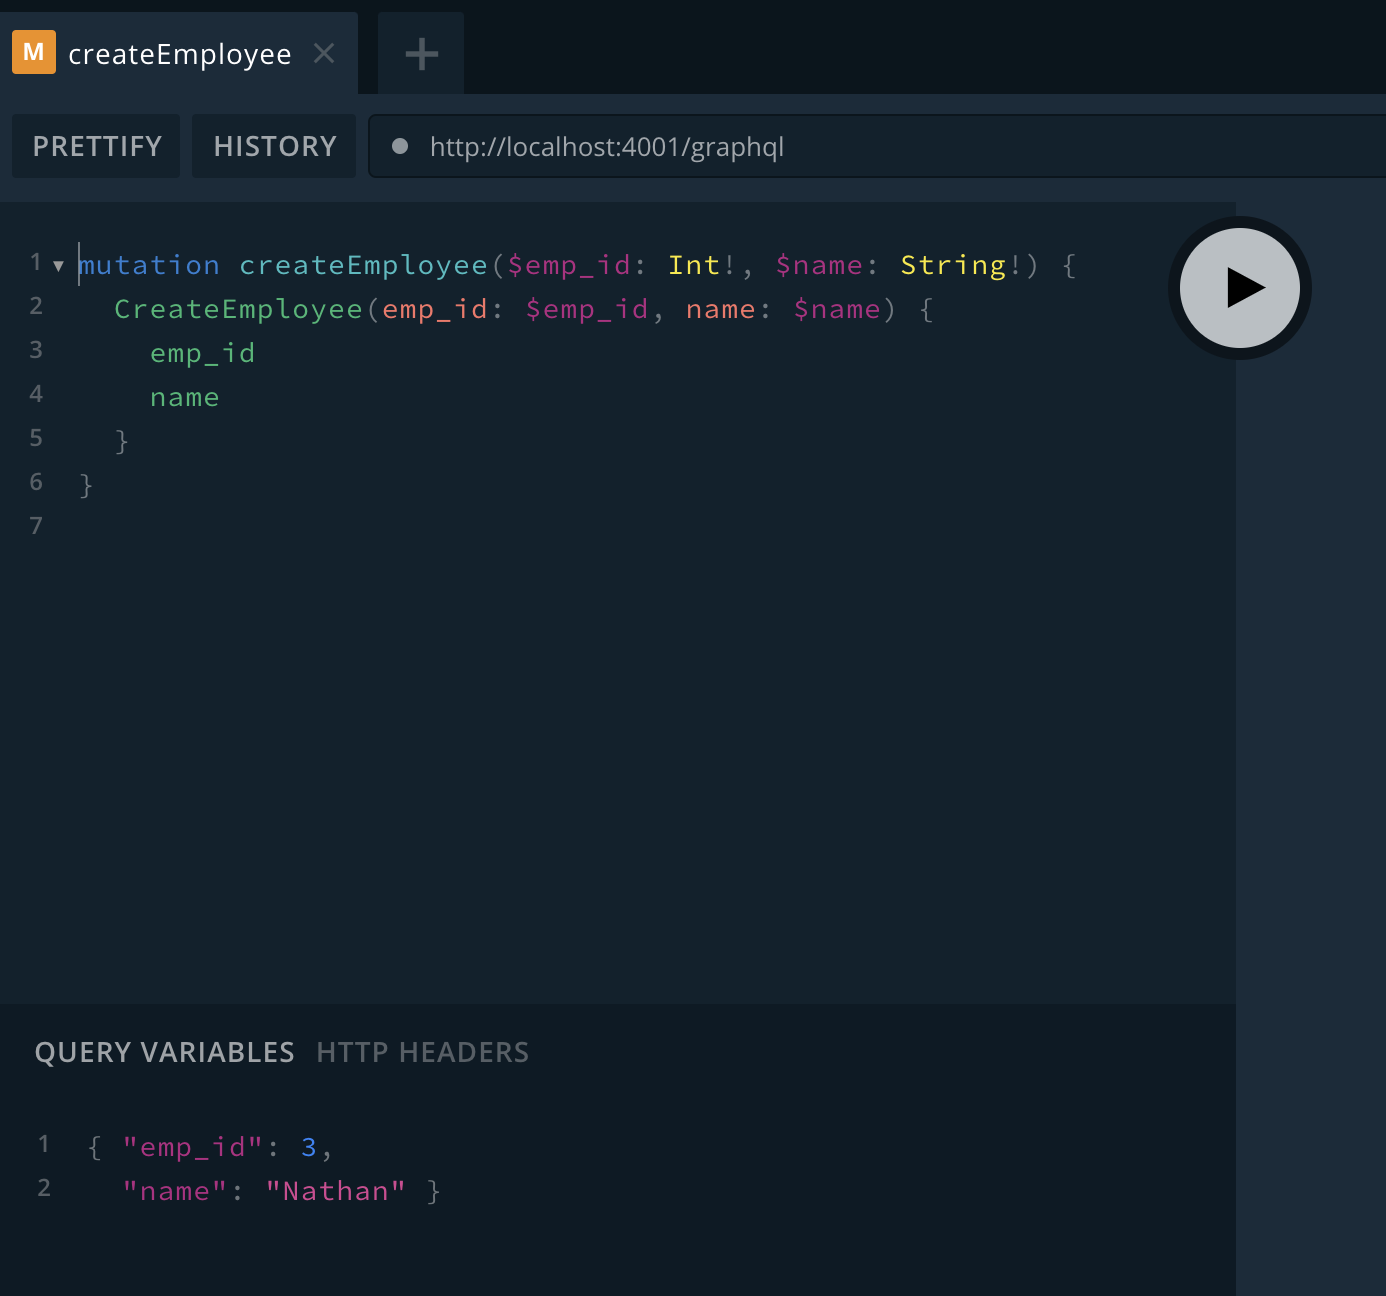 M createEmployee
PRETTIFY HISTORY http://localhost:4001/graphql
1 mutation createEmployee($emp_id: Int!, $name: String!) {
2 CreateEmployee(emp_id: $emp_id, name: $name) {
3 emp_id
4 name
5 }
6 }
7
QUERY VARIABLES HTTP HEADERS
1 { "emp_id": 3,
2 "name": "Nathan" }